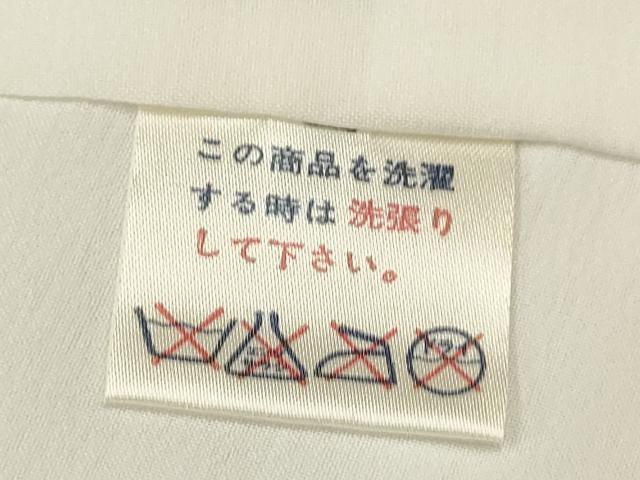 この商品を洗濯
する時は洗張り
して下さい。